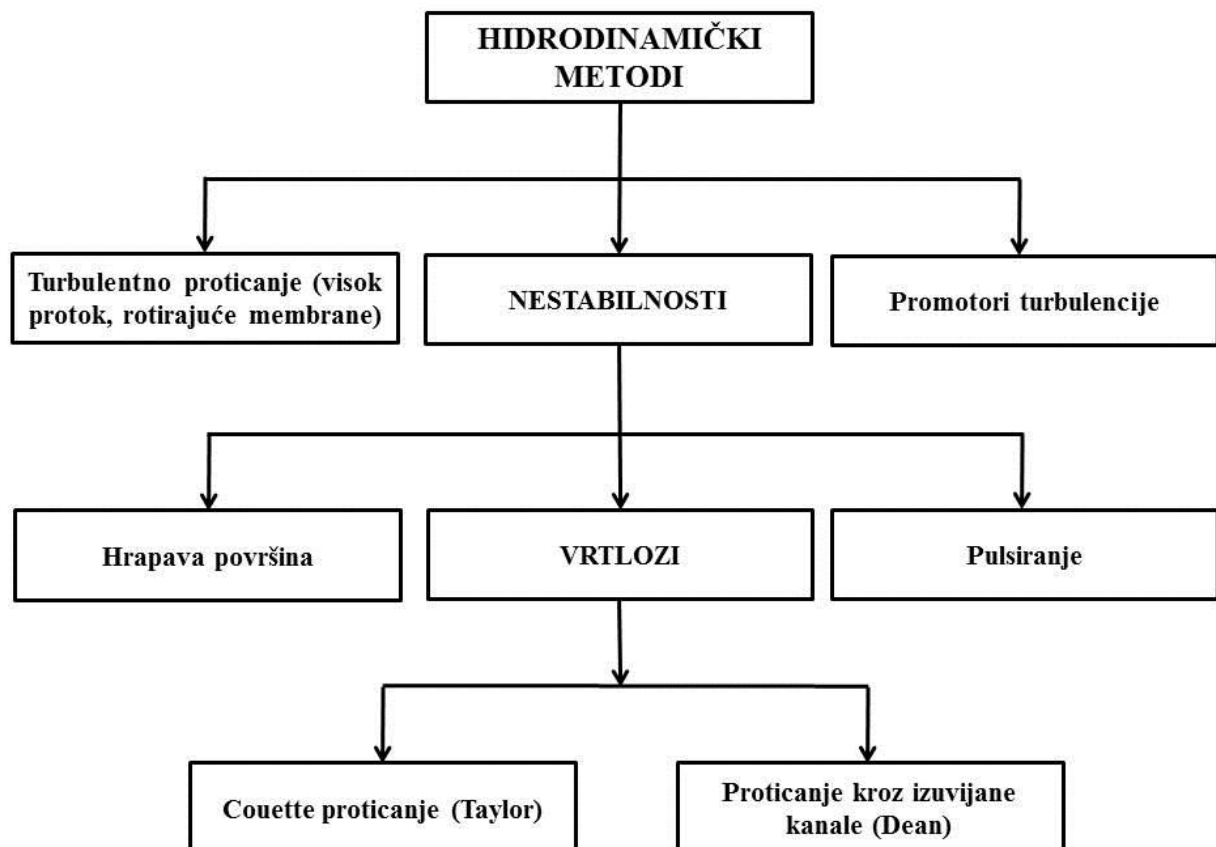 HIDRODINAMIČKI
METODI
Turbulentno proticanje (visok
protok, rotirajuće membrane)
NESTABILNOSTI
Promotori turbulencije
Hrapava površina
VRTLOZI
Pulsiranje
Couette proticanje (Taylor)
Proticanje kroz izuvijane
kanale (Dean)